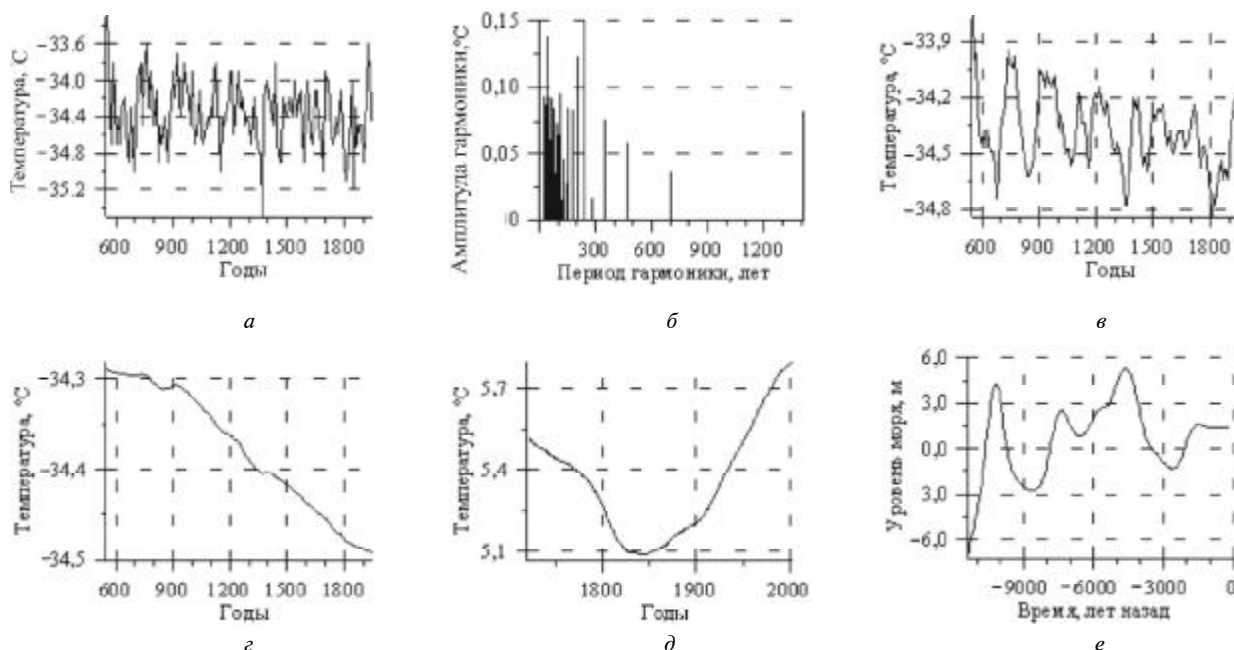 Температура, С
−33.6
−34.0
−34.4
−34.8
−35.2
600 900 1200 1500 1800
Годы
а
Амплитуда гармоники, °С
0,15
0,10
0,05
0
300 600 900 1200
Период гармоники, лет
б
Температура, °С
−33,9
−34,2
−34,5
−34,8
600 900 1200 1500 1800
Годы
в
Температура, °С
−34,3
−34,4
−34,5
600 900 1200 1500 1800
Годы
г
Температура, °С
5,7
5,4
5,1
1800 1900 2000
Годы
д
Уровень моря, м
6,0
3,0
0,0
3,0
−6,0
−9000 −6000 −3000 0
Время, лет назад
е